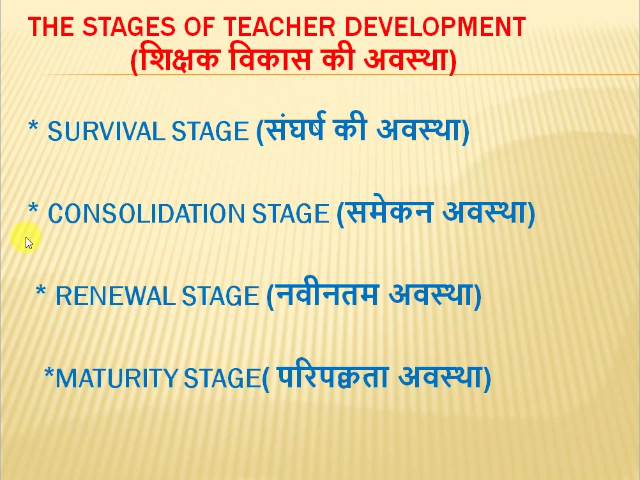 THE STAGES OF TEACHER DEVELOPMENT
(शिक्षक विकास की अवस्था)
* SURVIVAL STAGE (संघर्ष की अवस्था)
* CONSOLIDATION STAGE (समेकन अवस्था)
* RENEWAL STAGE (नवीनतम अवस्था)
*MATURITY STAGE( परिपक्वता अवस्था)